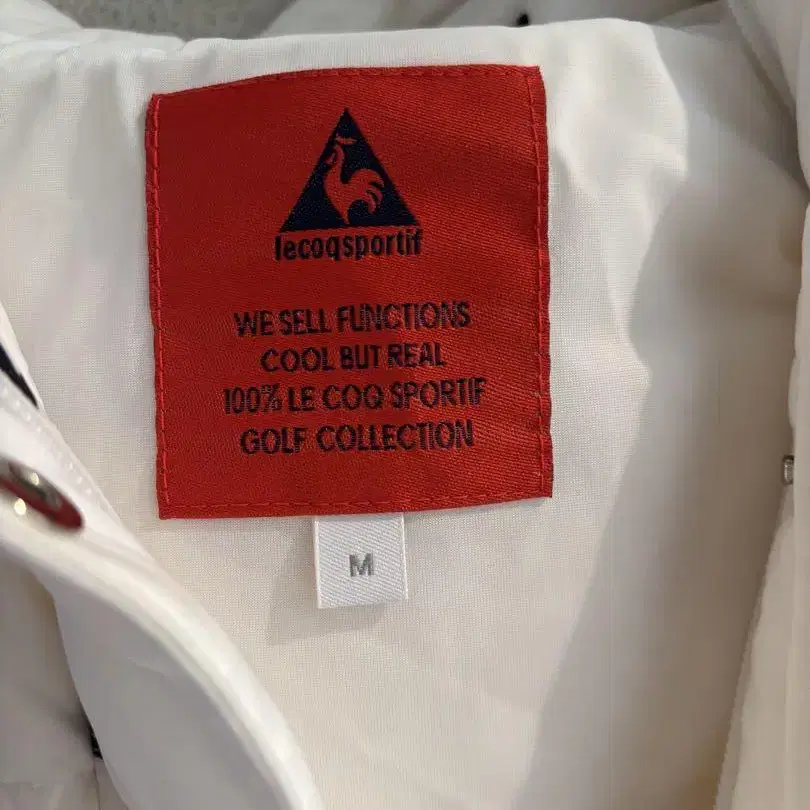 lecoqsportif
WE SELL FUNCTIONS
COOL BUT REAL
100% LE COQ SPORTIF
GOLF COLLECTION
M